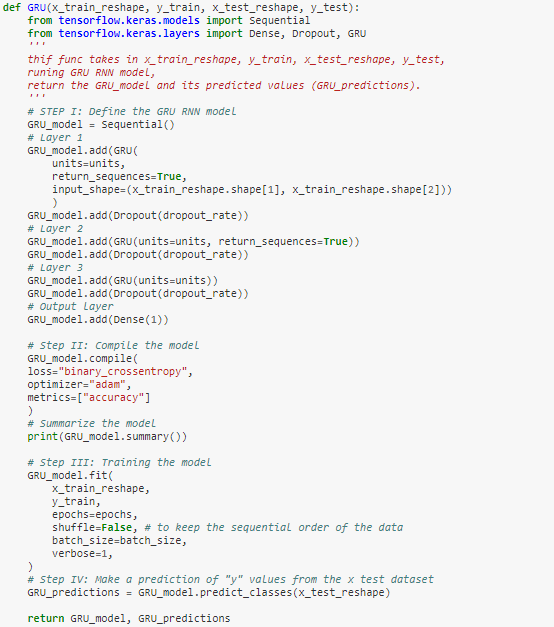 def GRU(x_train_reshape, y_train, x_test_reshape, y_test):
    from tensorflow.keras.models import Sequential
    from tensorflow.keras.layers import Dense, Dropout, GRU
    '''
    thif func takes in x_train_reshape, y_train, x_test_reshape, y_test,
    runing GRU RNN model,
    return the GRU_model and its predicted values (GRU_predictions).
    '''
    # STEP I: Define the GRU RNN model
    GRU_model = Sequential()
    # Layer 1
    GRU_model.add(GRU(
        units=units,
        return_sequences=True,
        input_shape=(x_train_reshape.shape[1], x_train_reshape.shape[2]))
        )
    GRU_model.add(Dropout(dropout_rate))
    # Layer 2
    GRU_model.add(GRU(units=units, return_sequences=True))
    GRU_model.add(Dropout(dropout_rate))
    # Layer 3
    GRU_model.add(GRU(units=units))
    GRU_model.add(Dropout(dropout_rate))
    # Output layer
    GRU_model.add(Dense(1))

    # Step II: Compile the model
    GRU_model.compile(
    loss="binary_crossentropy",
    optimizer="adam",
    metrics=["accuracy"]
    )
    # Summarize the model
    print(GRU_model.summary())

    # Step III: Training the model
    GRU_model.fit(
        x_train_reshape,
        y_train,
        epochs=epochs,
        shuffle=False, # to keep the sequential order of the data
        batch_size=batch_size,
        verbose=1,
    )
    # Step IV: Make a prediction of "y" values from the x test dataset
    GRU_predictions = GRU_model.predict_classes(x_test_reshape)

    return GRU_model, GRU_predictions